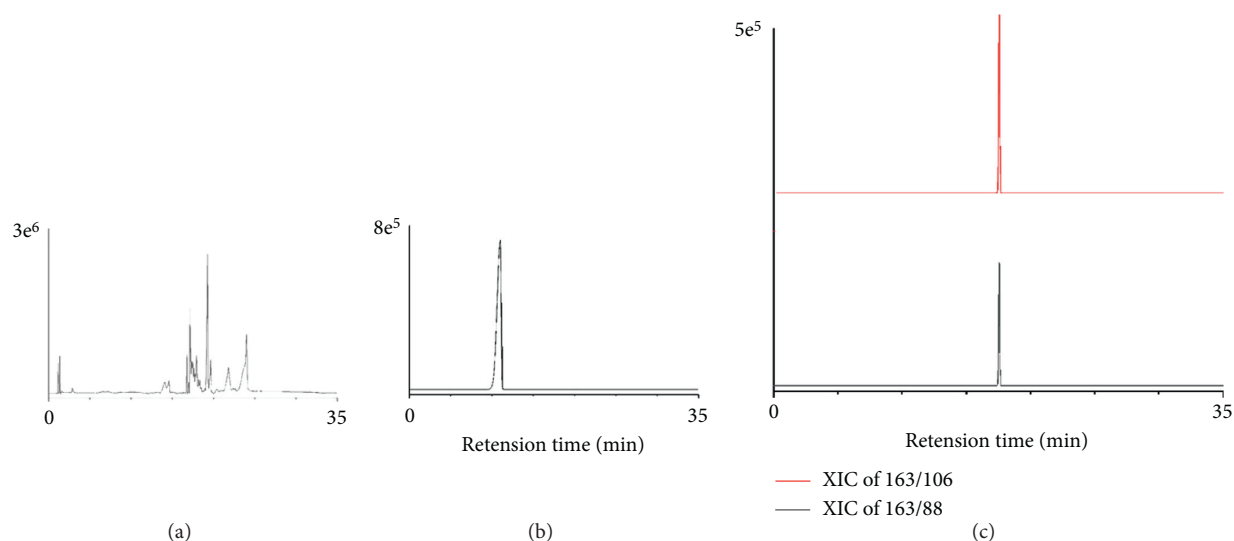 3e6
0
35
(a)
8e5
0
35
Retension time (min)
(b)
5e5
0
35
Retension time (min)
XIC of 163/106
XIC of 163/88
(c)